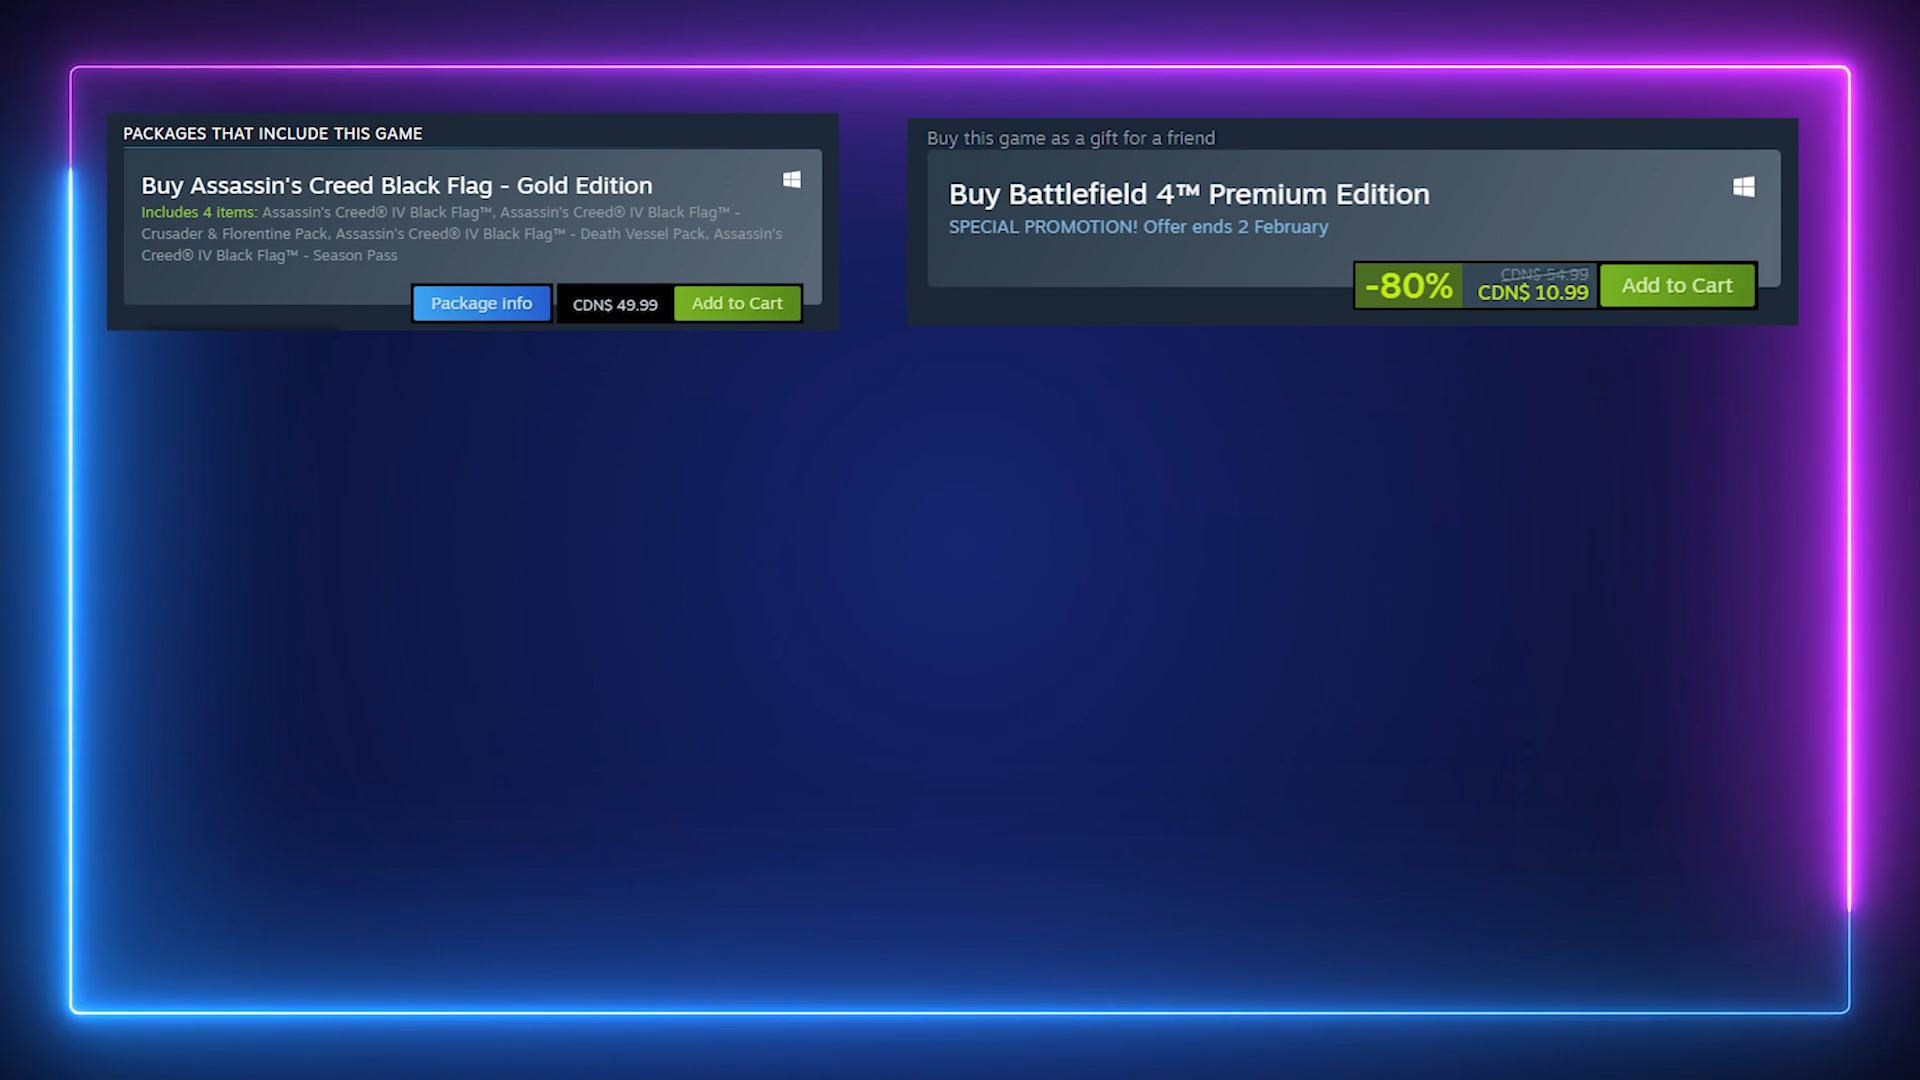 PACKAGES THAT INCLUDE THIS GAME
Buy Assassin's Creed Black Flag - Gold Edition
Includes 4 items: Assassin's Creed® IV Black Flag™, Assassin's Creed® IV Black Flag™ -
Crusader & Florentine Pack, Assassin's Creed® IV Black Flag™ - Death Vessel Pack, Assassin's
Creed® IV Black Flag™ - Season Pass
Package info
CDN$ 49.99
Add to Cart
Buy this game as a gift for a friend
Buy Battlefield 4™ Premium Edition
SPECIAL PROMOTION! Offer ends 2 February
-80%
CDN$ 54.99
CDN$ 10.99
Add to Cart